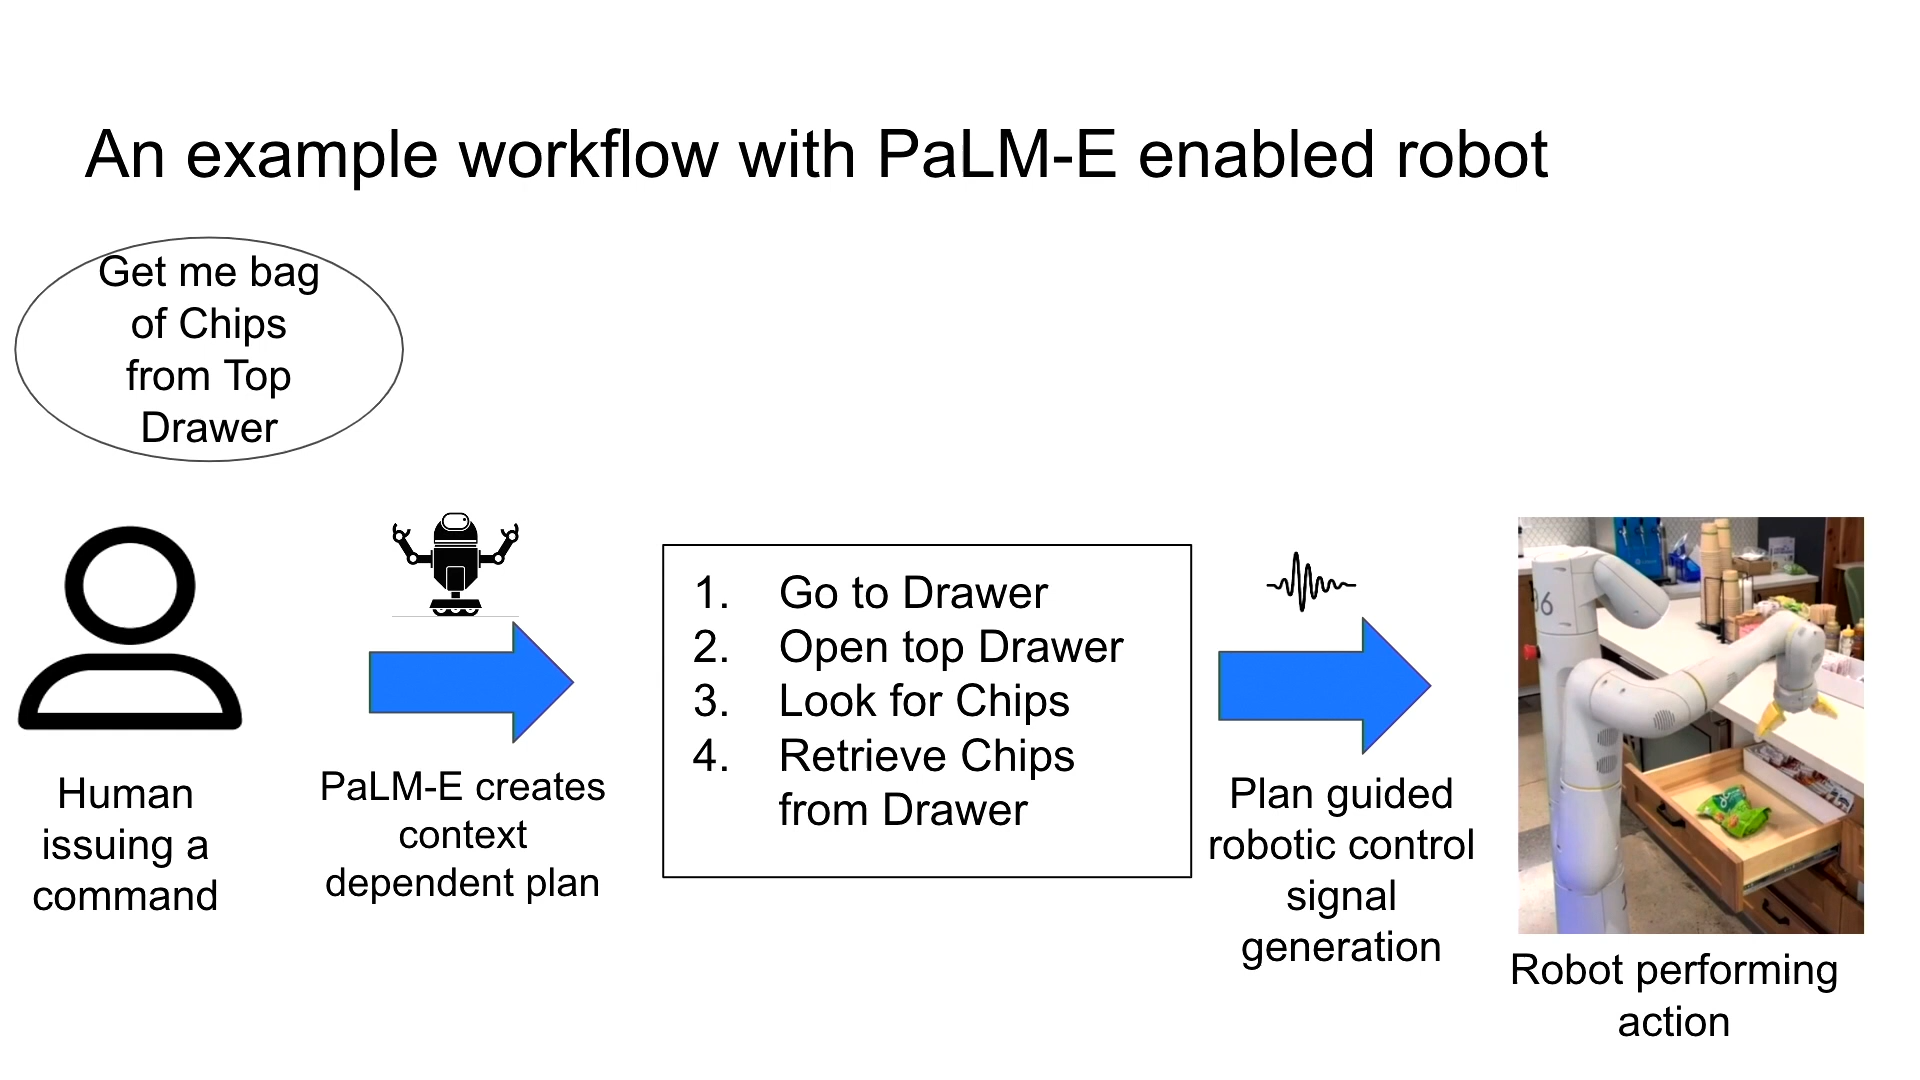 An example workflow with PaLM-E enabled robot
Get me bag
of Chips
from Top
Drawer
Human
issuing a
command
PaLM-E creates
context
dependent plan
1. Go to Drawer
2. Open top Drawer
3. Look for Chips
4. Retrieve Chips
from Drawer
Plan guided
robotic control
signal
generation
Robot performing
action